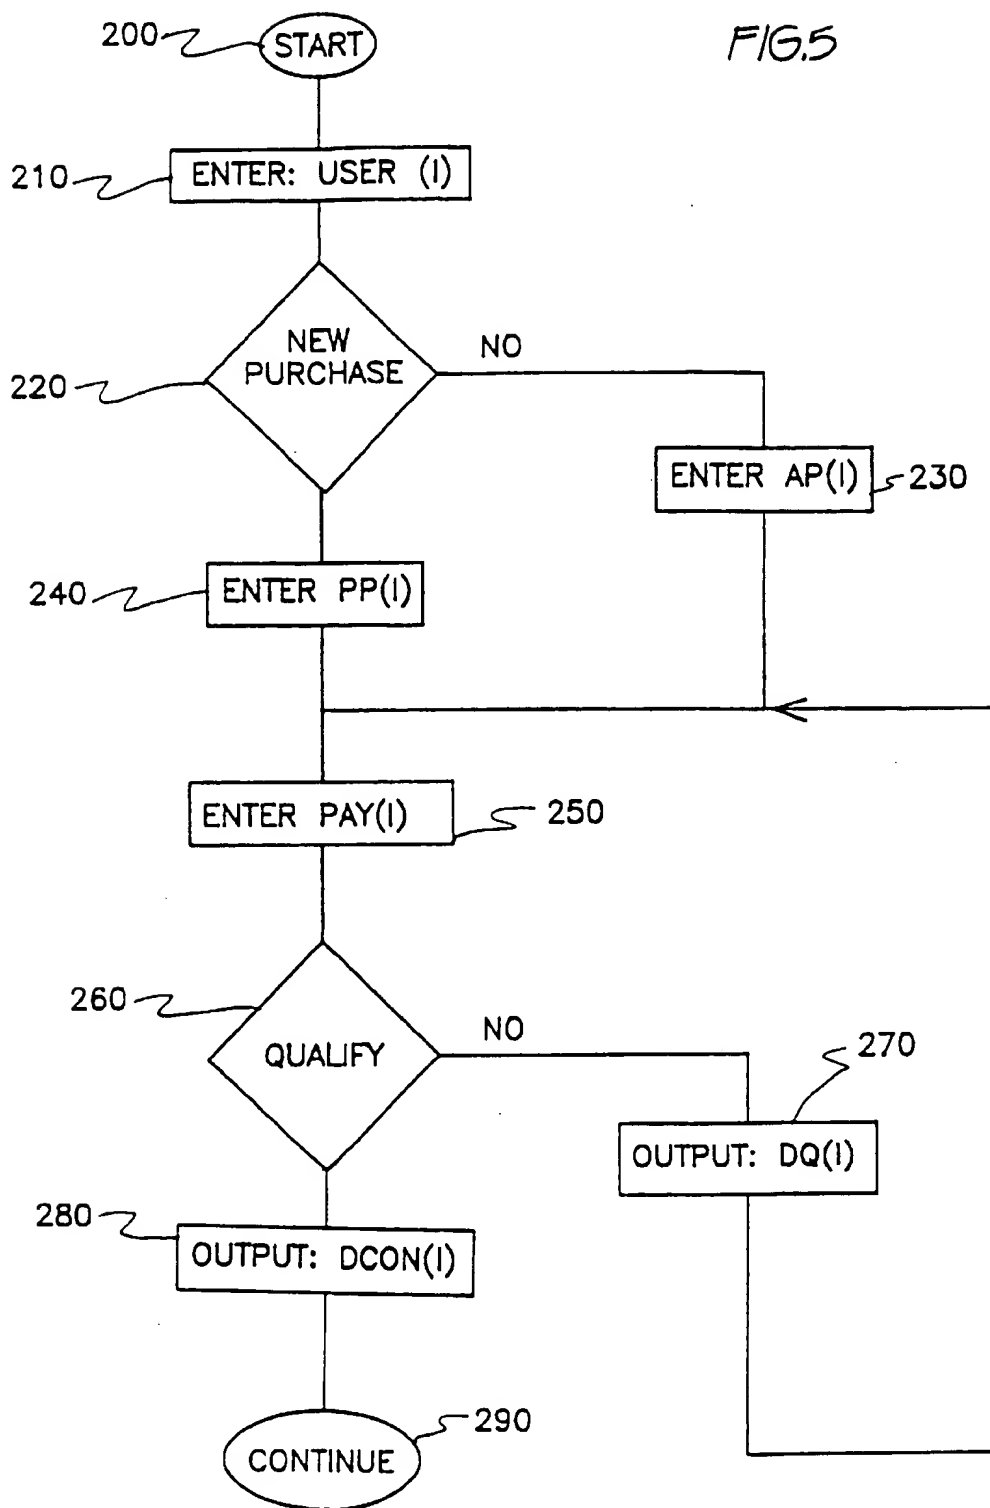 200
START
FIG.5
210
ENTER: USER (I)
220
NEW
PURCHASE
NO
ENTER AP(I)
230
240
ENTER PP(I)
ENTER PAY(I)
250
260
QUALIFY
NO
270
OUTPUT: DQ(I)
280
OUTPUT: DCON(I)
290
CONTINUE